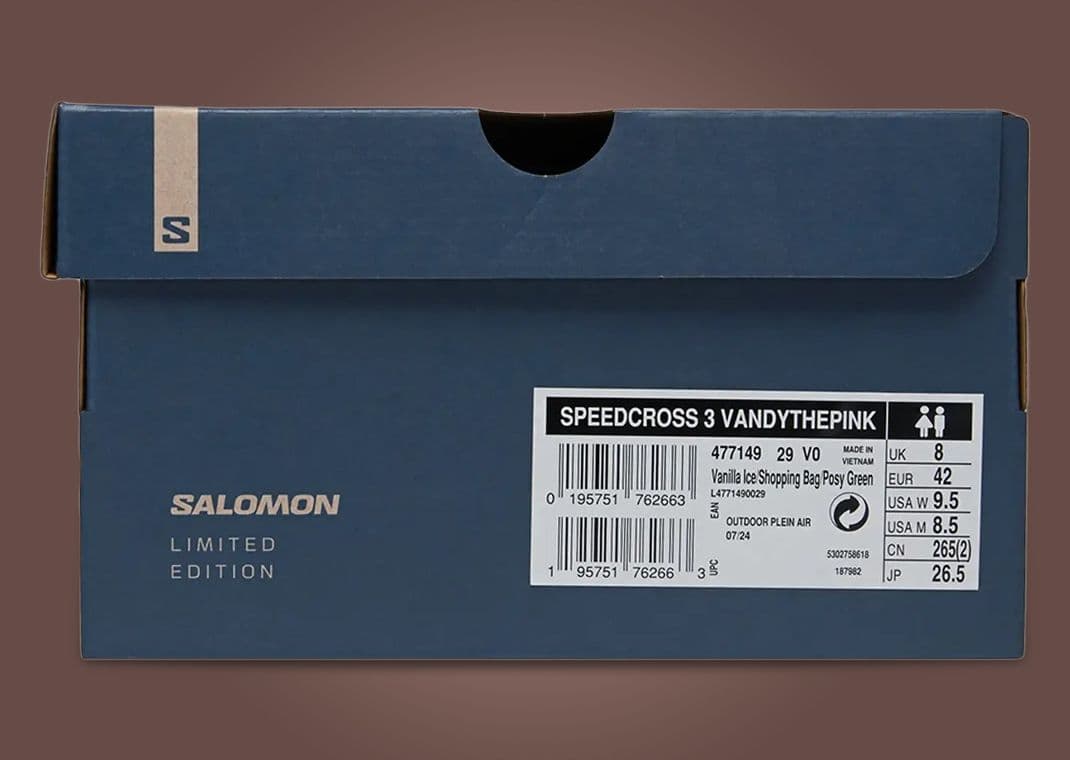 S
SALOMON
LIMITED
EDITION
SPEEDCROSS 3 VANDYTHEPINK
477149 29 V0
MADE IN
VIETNAM
Vanilla Ice/Shopping Bag/Posy Green
L4771490029
EAN
0 195751 762663
OUTDOOR PLEIN AIR
07/24
5302758618
187982
1 95751 76266 3
UPC
UK 8
EUR 42
USA W 9.5
USA M 8.5
CN 265(2)
JP 26.5